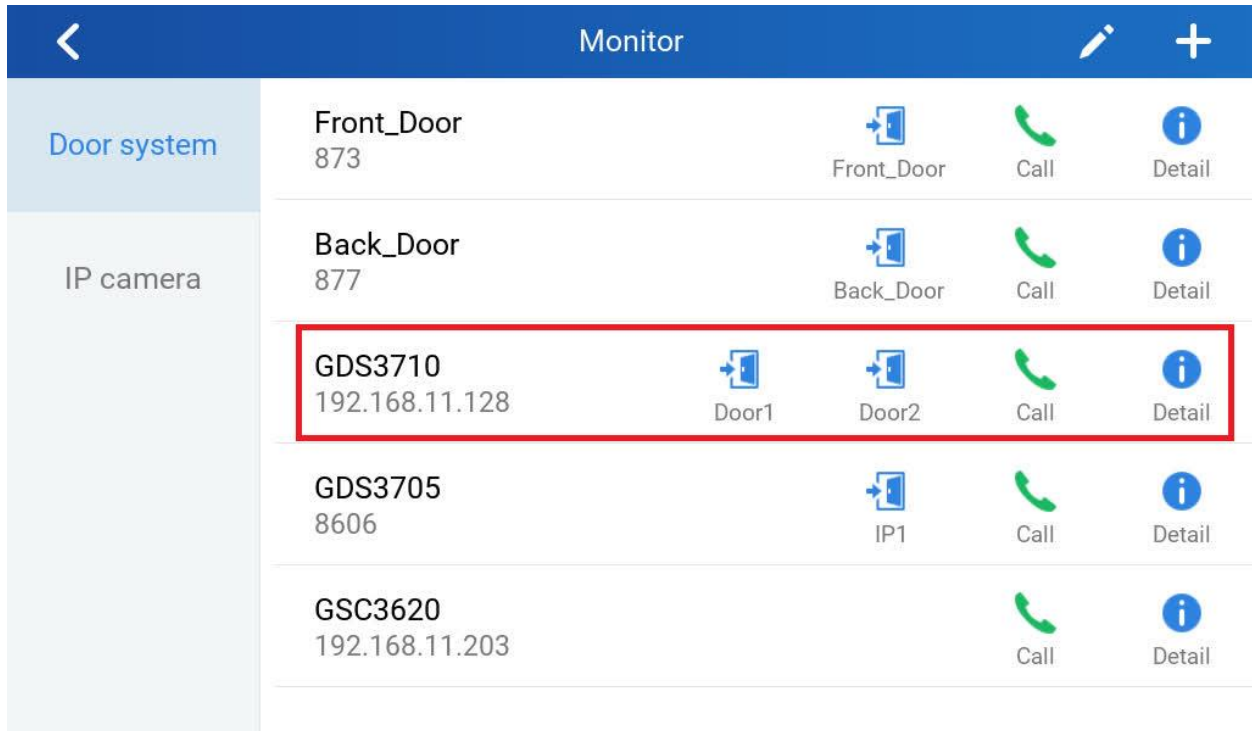 Monitor
Door system
IP camera
Front_Door
873
Front_Door
Call
Detail
Back_Door
877
Back_Door
Call
Detail
GDS3710
192.168.11.128
Door1
Door2
Call
Detail
GDS3705
8606
IP1
Call
Detail
GSC3620
192.168.11.203
Call
Detail